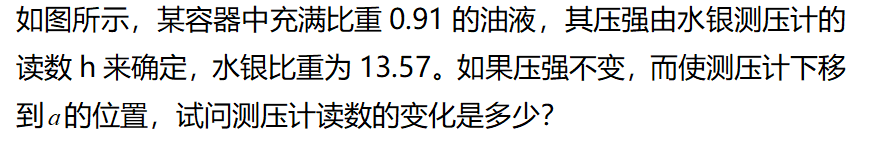 如图所示，某容器中充满比重 0.91 的油液，其压强由水银测压计的
读数 h 来确定，水银比重为 13.57。如果压强不变，而使测压计下移
到 a 的位置，试问测压计读数的变化是多少？